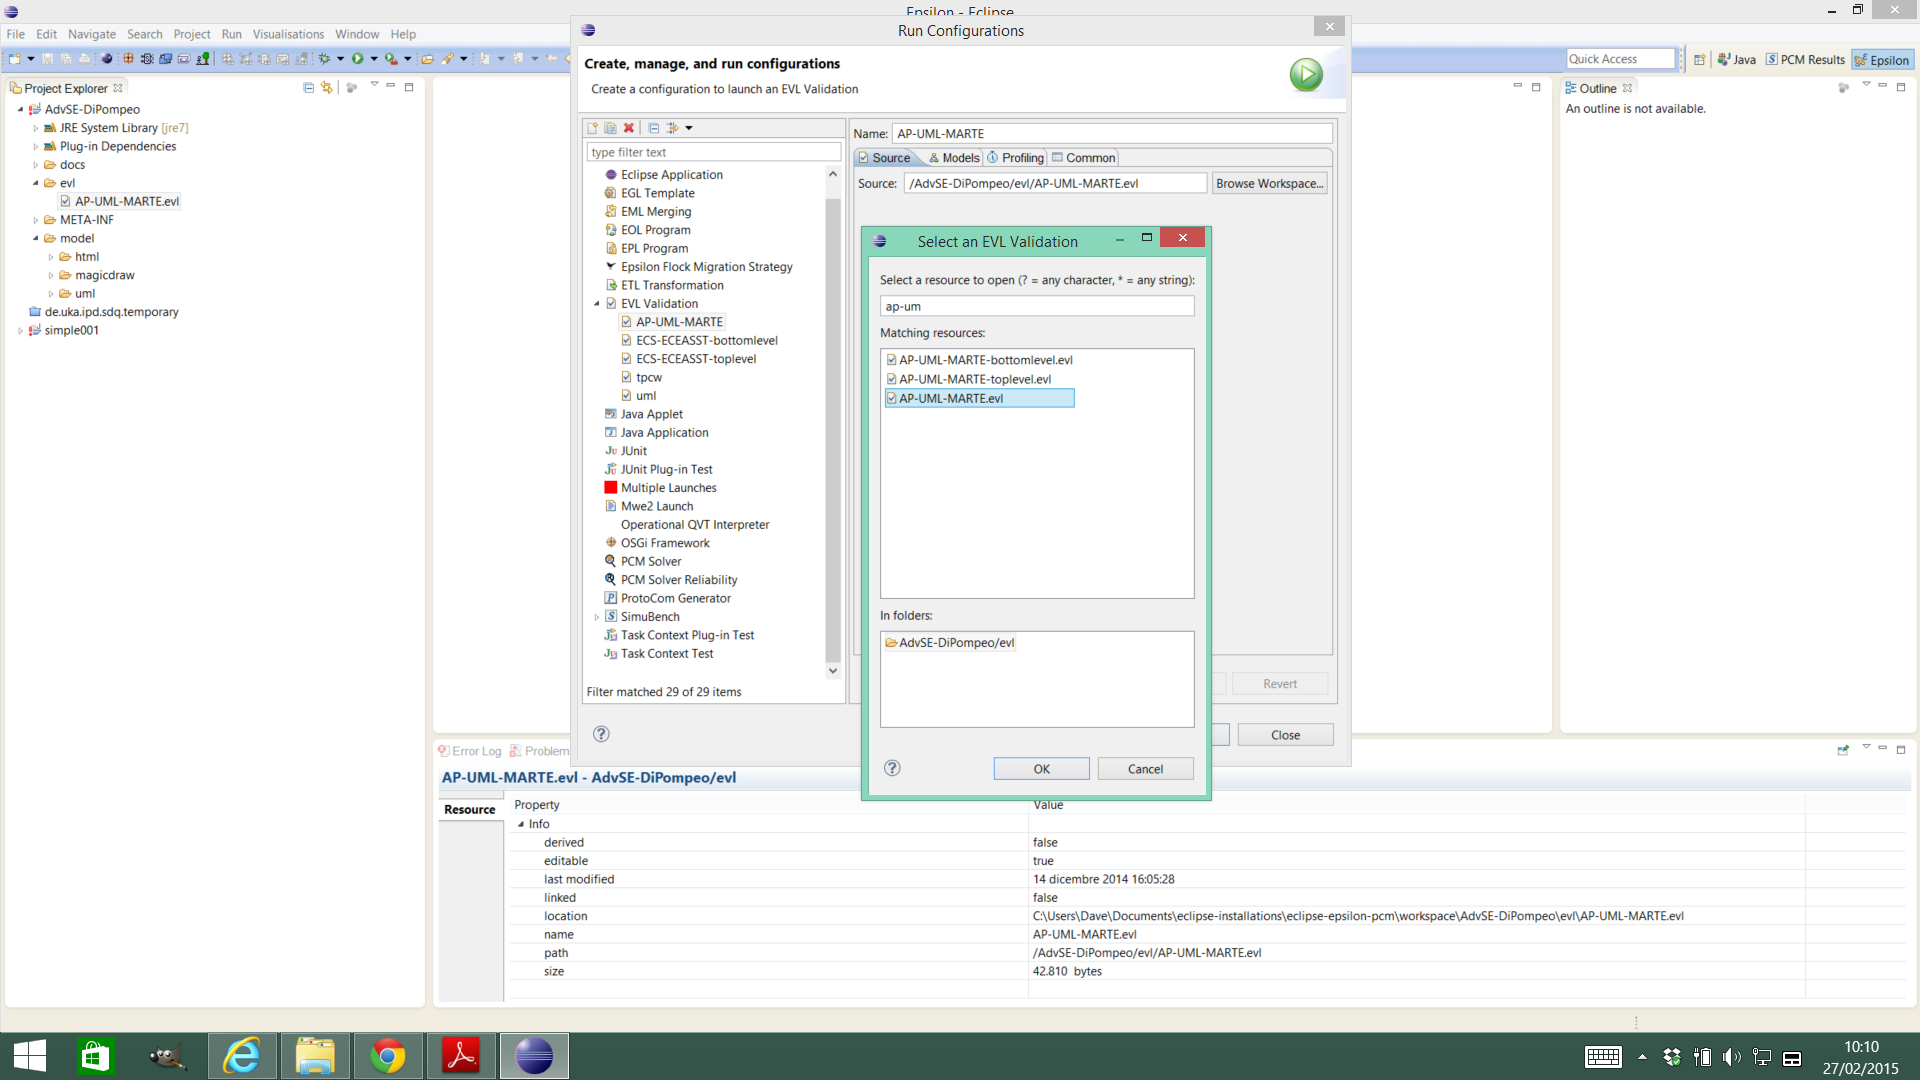 Epsilon - Eclipse
File Edit Navigate Search Project Run Visualisations Window Help
Quick Access
Java
PCM Results
Epsilon
Project Explorer
AdvSE-DiPompeo
JRE System Library [jre7]
Plug-in Dependencies
docs
evl
AP-UML-MARTE.evl
META-INF
model
html
magicdraw
uml
de.uka.ipd.sdq.temporary
simple001
Run Configurations
Create, manage, and run configurations
Create a configuration to launch an EVL Validation
type filter text
Eclipse Application
EGL Template
EML Merging
EOL Program
EPL Program
Epsilon Flock Migration Strategy
ETL Transformation
EVL Validation
AP-UML-MARTE
ECS-ECEASST-bottomlevel
ECS-ECEASST-toplevel
tpcw
uml
Java Applet
Java Application
JUnit
JUnit Plug-in Test
Multiple Launches
Mwe2 Launch
Operational QVT Interpreter
OSGi Framework
PCM Solver
PCM Solver Reliability
ProtoCom Generator
SimuBench
Task Context Plug-in Test
Task Context Test
Filter matched 29 of 29 items
Name: AP-UML-MARTE
Source Models Profiling Common
Source: /AdvSE-DiPompeo/evl/AP-UML-MARTE.evl Browse Workspace...
Revert
Close
Select an EVL Validation
Select a resource to open (? = any character, * = any string):
ap-um
Matching resources:
AP-UML-MARTE-bottomlevel.evl
AP-UML-MARTE-toplevel.evl
AP-UML-MARTE.evl
In folders:
AdvSE-DiPompeo/evl
OK Cancel
Outline
An outline is not available.
Error Log Problem
AP-UML-MARTE.evl - AdvSE-DiPompeo/evl
Resource
Property Value
Info
derived false
editable true
last modified 14 dicembre 2014 16:05:28
linked false
location C:\Users\Dave\Documents\eclipse-installations\eclipse-epsilon-pcm\workspace\AdvSE-DiPompeo\evl\AP-UML-MARTE.evl
name AP-UML-MARTE.evl
path /AdvSE-DiPompeo/evl/AP-UML-MARTE.evl
size 42.810 bytes
10:10
27/02/2015